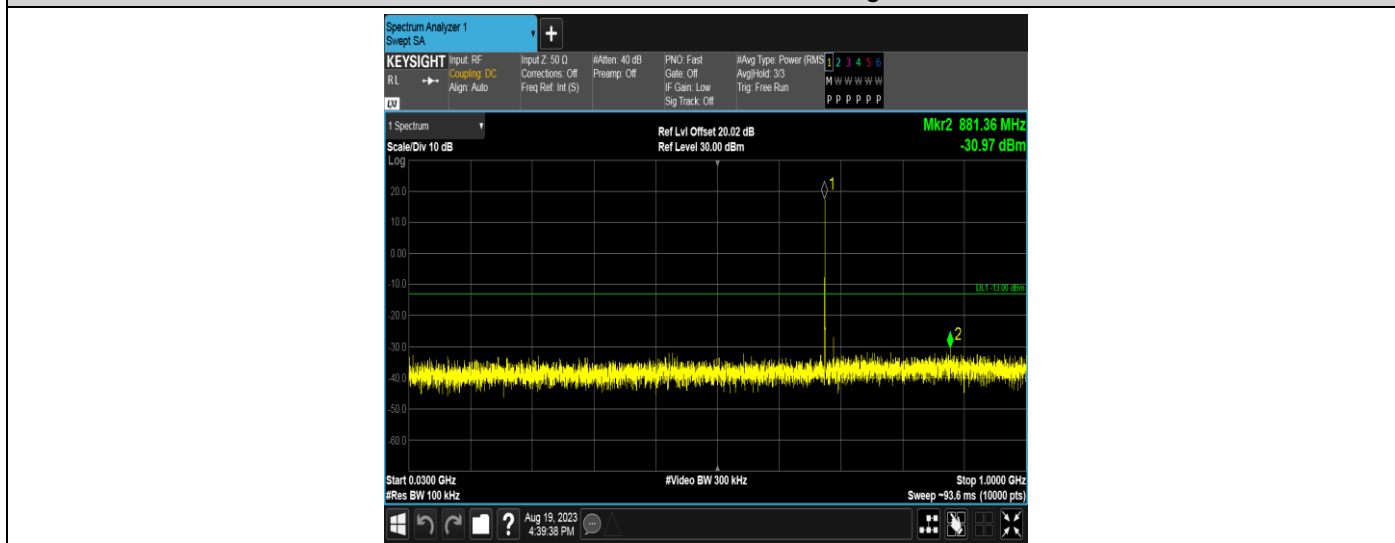 Spectrum Analyzer 1
Swept SA
+
KEYSIGHT
RL
LXI
Input: RF
Coupling: DC
Align: Auto
Input Z: 50 Ω
Corrections: Off
Freq Ref: Int (S)
#Atten: 40 dB
Preamp: Off
PNO: Fast
Gate: Off
IF Gain: Low
Sig Track: Off
#Avg Type: Power (RMS
Avg|Hold: 3/3
Trig: Free Run
1 2 3 4 5 6
M W W W W W
P P P P P P
1 Spectrum
Scale/Div 10 dB
Ref Lvl Offset 20.02 dB
Ref Level 30.00 dBm
Mkr2 881.36 MHz
-30.97 dBm
Log
1
20.0
10.0
0.00
-10.0
DL1 -13.00 dBm
-20.0
2
-30.0
-40.0
-50.0
-60.0
Start 0.0300 GHz
#Video BW 300 kHz
Stop 1.0000 GHz
#Res BW 100 kHz
Sweep ~93.6 ms (10000 pts)
?
Aug 19, 2023
4:39:38 PM